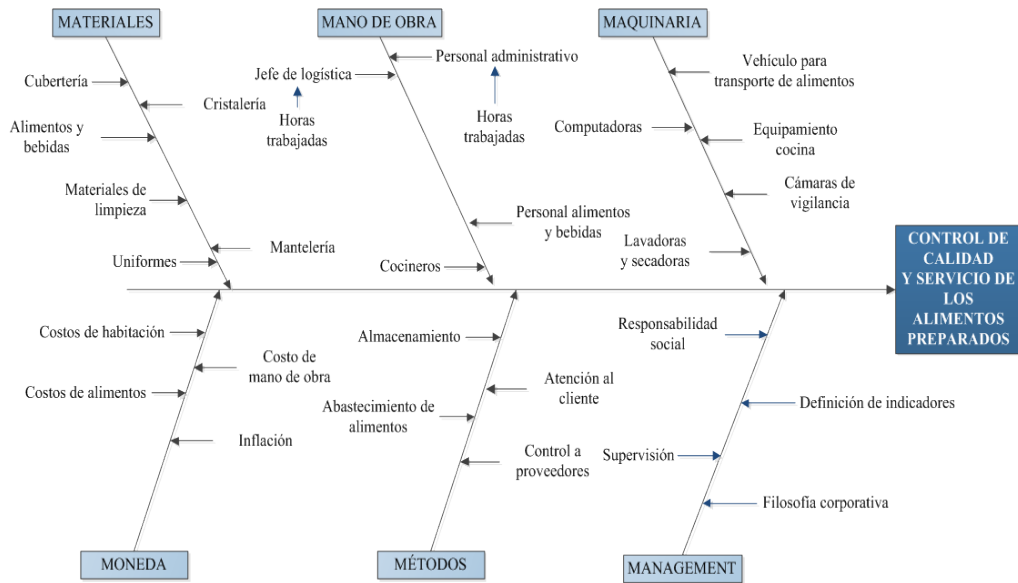 MATERIALES
MANO DE OBRA
MAQUINARIA
Cubertería
Cristalería
Alimentos y
bebidas
Materiales de
limpieza
Mantelería
Uniformes
Personal administrativo
Jefe de logística
Horas
trabajadas
Horas
trabajadas
Personal alimentos
y bebidas
Cocineros
Vehículo para
transporte de alimentos
Computadoras
Equipamiento
cocina
Cámaras de
vigilancia
Lavadoras
y secadoras
CONTROL DE
CALIDAD
Y SERVICIO DE
LOS
ALIMENTOS
PREPARADOS
Costos de habitación
Costo de
mano de obra
Costos de alimentos
Inflación
Almacenamiento
Atención al
cliente
Abastecimiento de
alimentos
Control a
proveedores
Responsabilidad
social
Definición de indicadores
Supervisión
Filosofía corporativa
MONEDA
MÉTODOS
MANAGEMENT